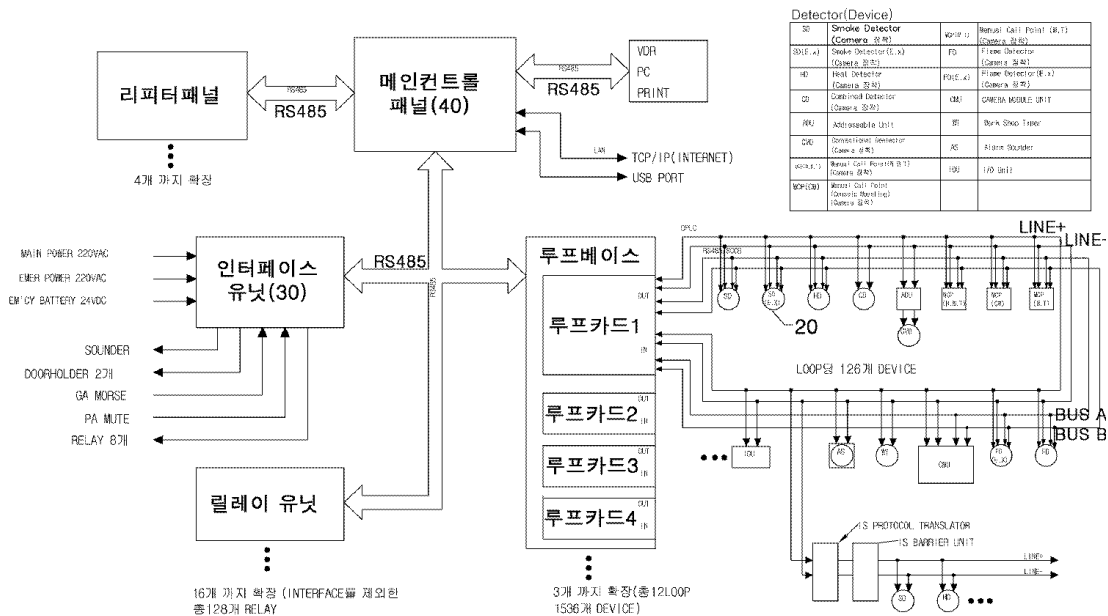 Detector(Device)
SD
Smoke Detector
(Camera 장착)
Manual Call Point (W.T)
(Camera 장착)
SD(E.x)
Smoke Detector(E.x)
(Camera 장착)
FD
Flame Detector
(Camera 장착)
HD
Heat Detector
(Camera 장착)
FD(E.x)
Flame Detector(E.x)
(Camera 장착)
CD
Combined Detector
(Camera 장착)
CMU
CAMERA MODULE UNIT
ADU
Addressable Unit
Work Shop Timer
(Camera 장착)
AS
Alarm Sounder
Manual Call Point(N.W.T)
(Camera 장착)
IOU
I/O Unit
MCP(CM)
Manual Call Point
(Camera 장착)
리피터패널
4개 까지 확장
RS485
RS485
메인컨트롤
패널(40)
RS485
RS485
VDR
PC
PRINT
LAN
TCP/IP(INTERNET)
USB PORT
MAIN POWER 220VAC
EMER POWER 220VAC
EM'CY BATTERY 24VDC
인터페이스
유닛(30)
SOUNDER
DOORHOLDER 2개
GA MORSE
PA MUTE
RELAY 8개
RS485
RS485
릴레이 유닛
16개 까지 확장 (INTERFACE를 제외한
총128개 RELAY
루프베이스
OUT
루프카드1
IN
OUT
루프카드2
IN
OUT
루프카드3
IN
OUT
루프카드4
IN
3개 까지 확장(총12LOOP
1536개 DEVICE)
LINE+
LINE-
SD
SD
(E.X)
HD
CD
ADU
MCP
(N.W.T)
MCP
(CM)
MCP
(W.T)
20
LOOP당 126개 DEVICE
BUS A
BUS B
IOU
AS
CMU
FD
(E.X)
FD
IS PROTOCOL TRANSLATOR
IS BARRIER UNIT
LINE+
LINE-
SD
HD